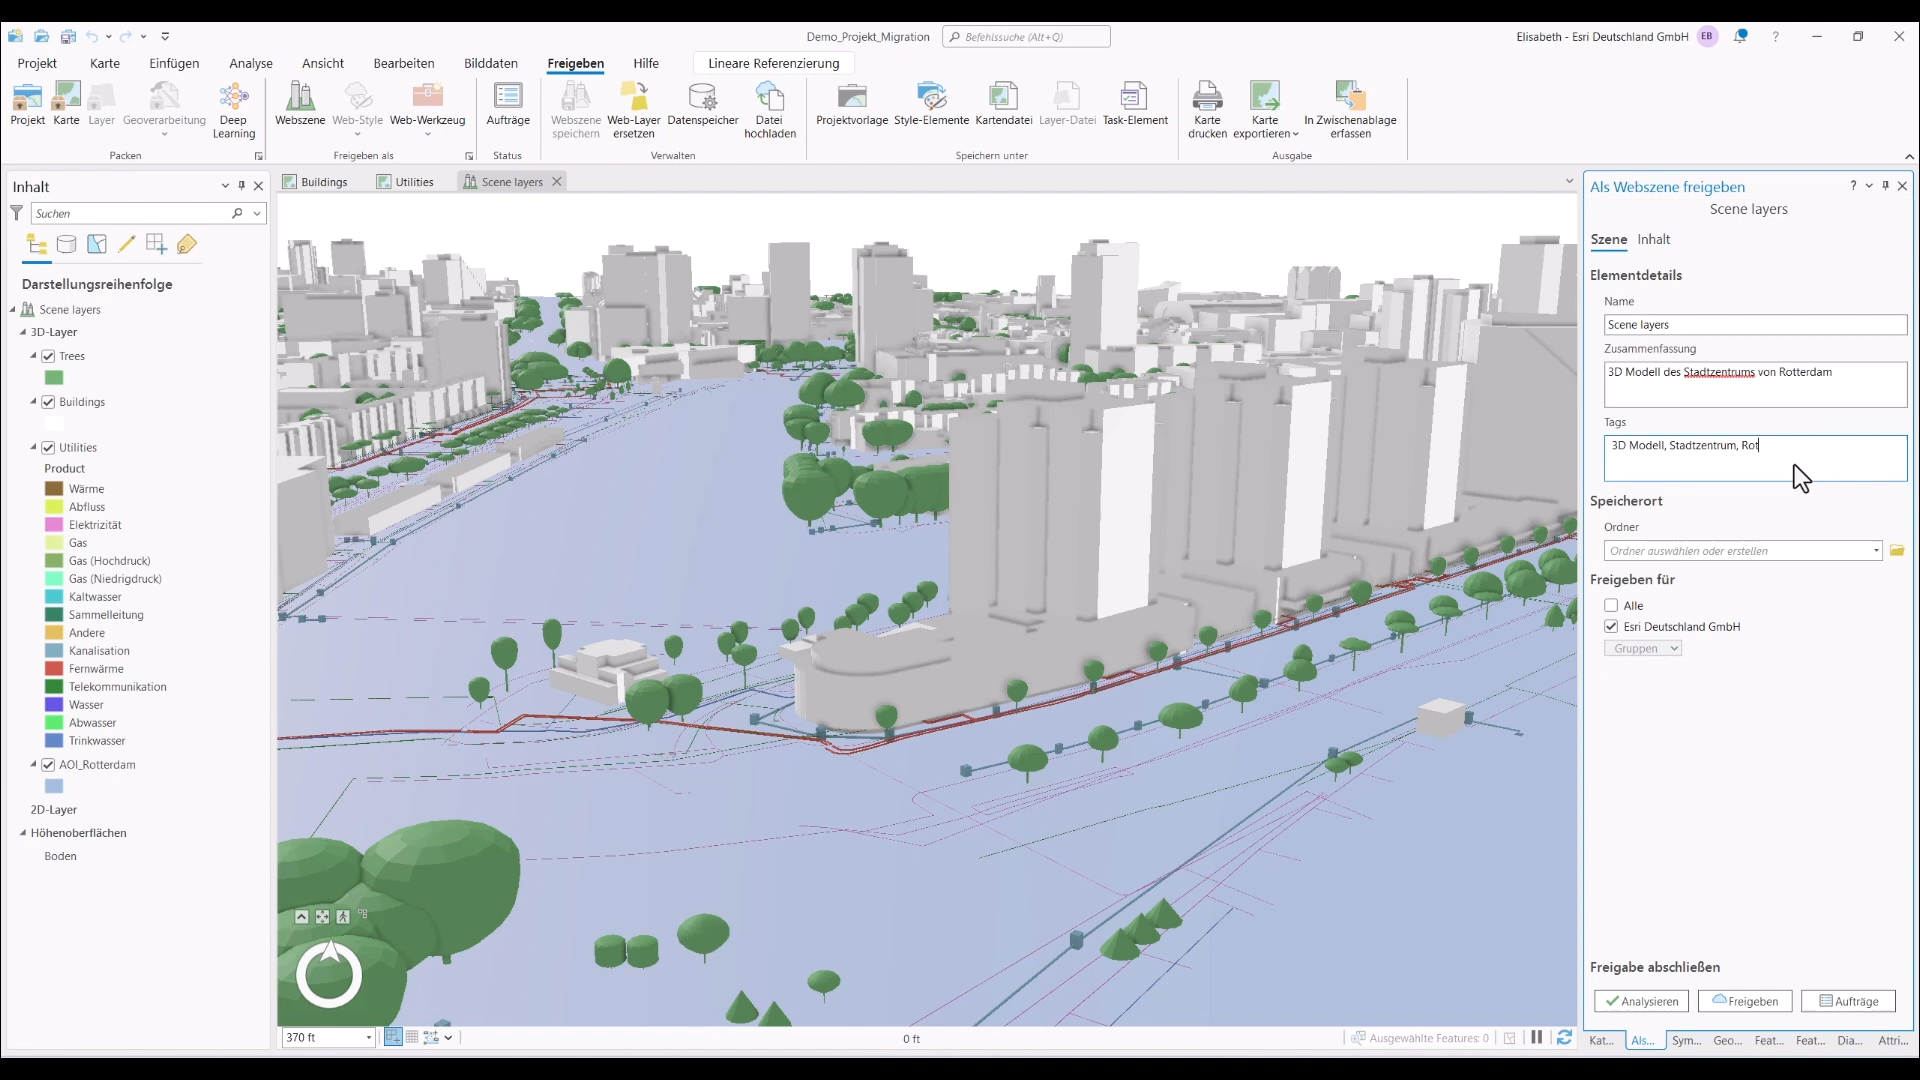 Demo_Projekt_Migration
Befehlssuche (Alt+Q)
Elisabeth - Esri Deutschland GmbH
EB
?
Projekt
Karte
Einfügen
Analyse
Ansicht
Bearbeiten
Bilddaten
Freigeben
Hilfe
Lineare Referenzierung
Projekt
Karte
Layer
Geoverarbeitung
Deep
Learning
Webszene
Web-Style
Web-Werkzeug
Aufträge
Webszene
speichern
Web-Layer
ersetzen
Datenspeicher
Datei
hochladen
Projektvorlage
Style-Elemente
Kartendatei
Layer-Datei
Task-Element
Karte
drucken
Karte
exportieren
In Zwischenablage
erfassen
Packen
Freigeben als
Status
Verwalten
Speichern unter
Ausgabe
Inhalt
Suchen
Darstellungsreihenfolge
Scene layers
3D-Layer
Trees
Buildings
Utilities
Product
Wärme
Abfluss
Elektrizität
Gas
Gas (Hochdruck)
Gas (Niedrigdruck)
Kaltwasser
Sammelleitung
Andere
Kanalisation
Fernwärme
Telekommunikation
Wasser
Abwasser
Trinkwasser
AOI_Rotterdam
2D-Layer
Höhenoberflächen
Boden
Buildings
Utilities
Scene layers
370 ft
0 ft
Ausgewählte Features: 0
Als Webszene freigeben
?
Scene layers
Szene
Inhalt
Elementdetails
Name
Scene layers
Zusammenfassung
3D Modell des Stadtzentrums von Rotterdam
Tags
3D Modell, Stadtzentrum, Rot
Speicherort
Ordner
Ordner auswählen oder erstellen
Freigeben für
Alle
Esri Deutschland GmbH
Gruppen
Freigabe abschließen
Analysieren
Freigeben
Aufträge
Kat...
Als...
Sym...
Geo...
Feat...
Feat...
Dia...
Attri...